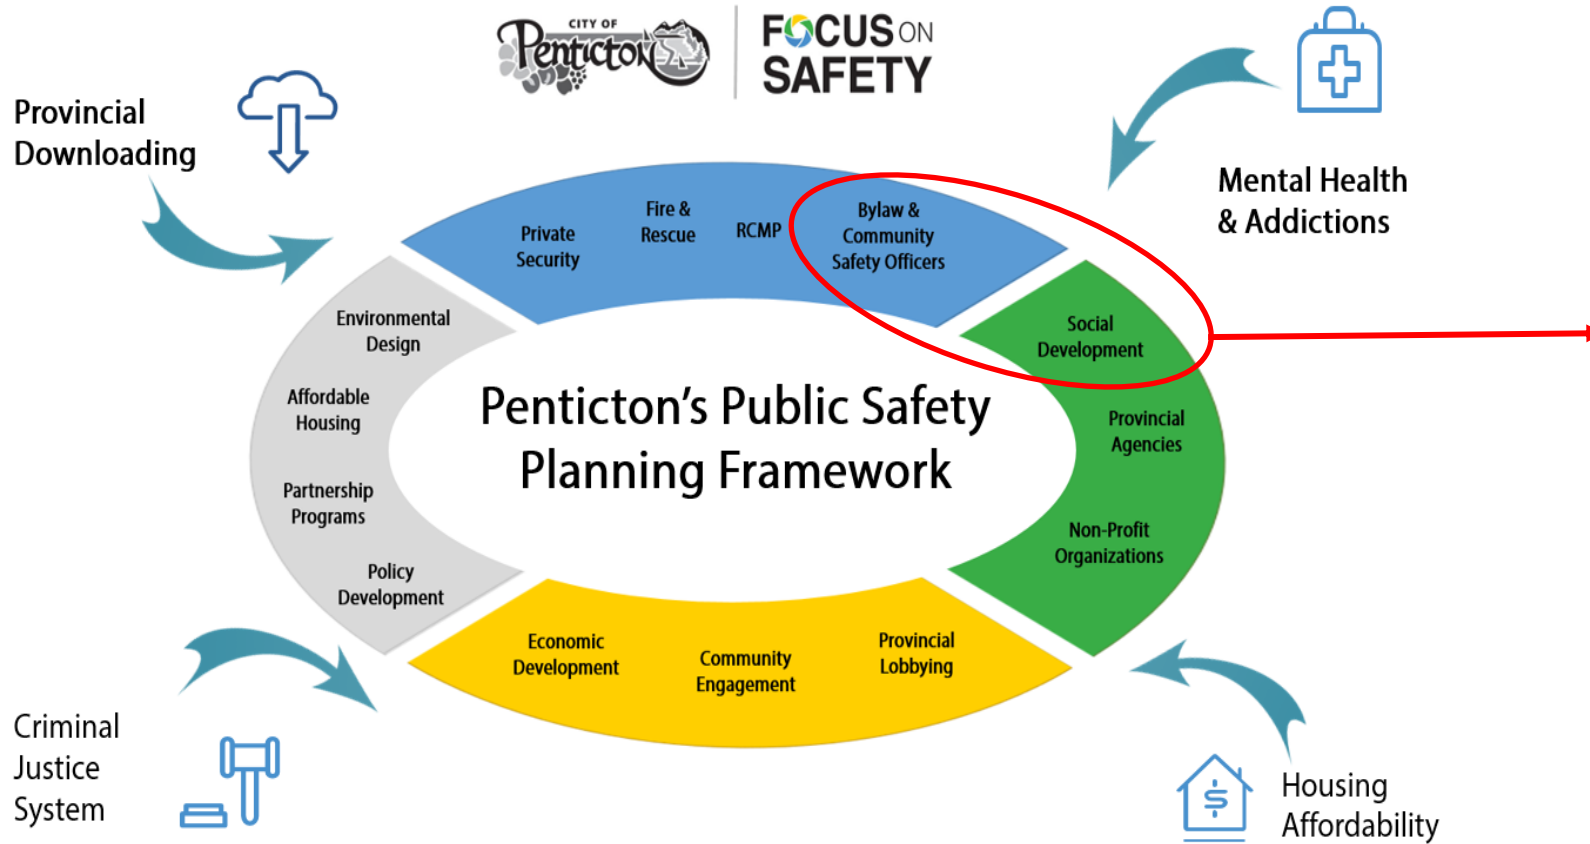 CITY OF
Penticton
FOCUS ON
SAFETY
Provincial
Downloading
Mental Health
& Addictions
Private
Security
Fire &
Rescue
RCMP
Bylaw &
Community
Safety Officers
Environmental
Design
Affordable
Housing
Partnership
Programs
Policy
Development
Penticton’s Public Safety
Planning Framework
Social
Development
Provincial
Agencies
Non-Profit
Organizations
Economic
Development
Community
Engagement
Provincial
Lobbying
Criminal
Justice
System
$
Housing
Affordability